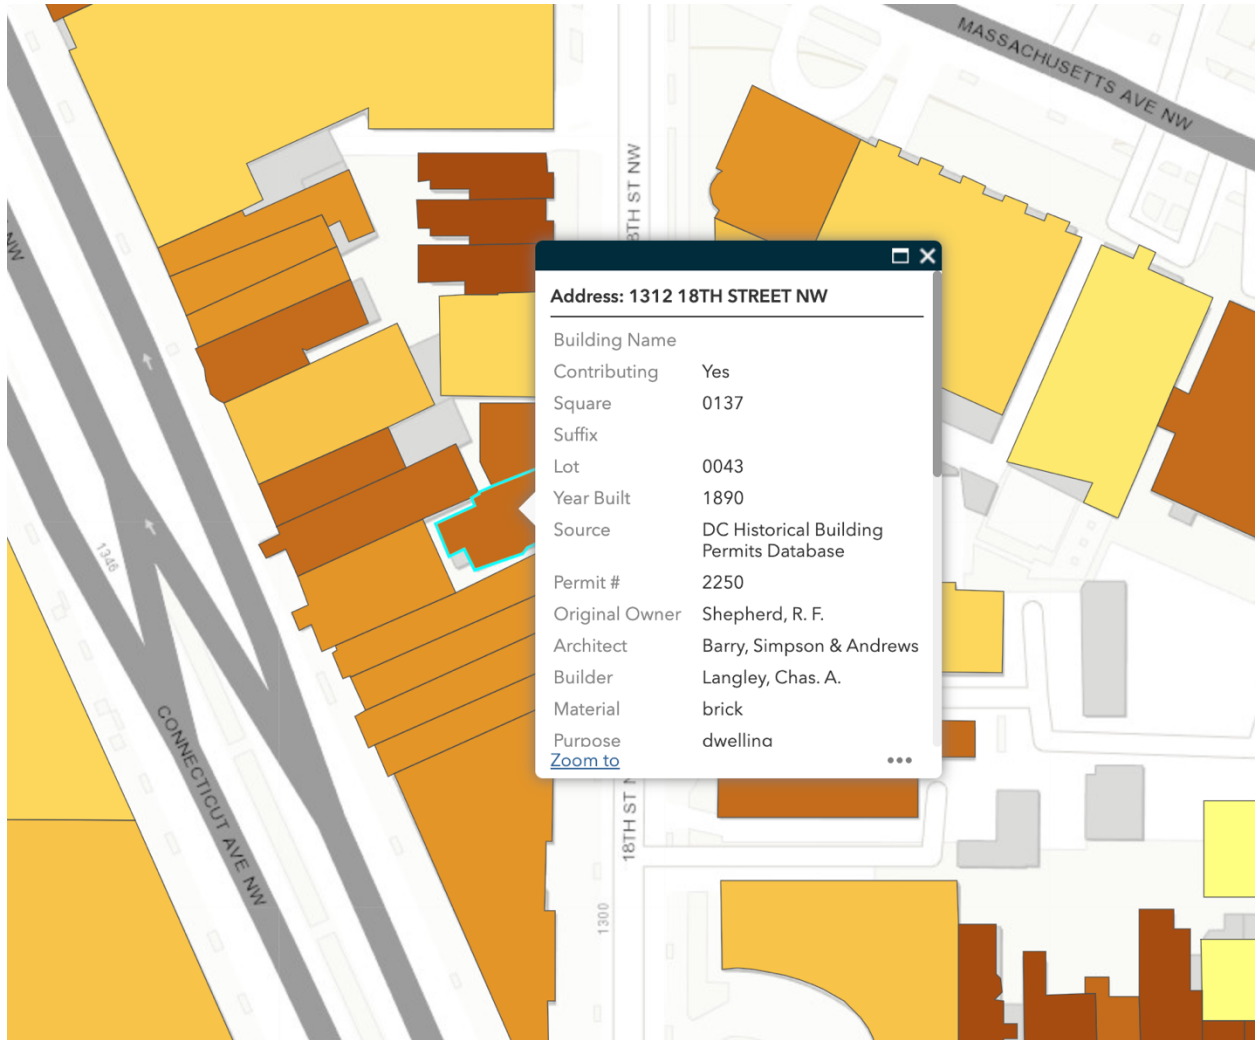 MASSACHUSETTS AVE NW
NW
8TH ST NW
Address: 1312 18TH STREET NW
Building Name
Contributing Yes
Square 0137
Suffix
Lot 0043
Year Built 1890
Source DC Historical Building
Permits Database
Permit # 2250
Original Owner Shepherd, R. F.
Architect Barry, Simpson & Andrews
Builder Langley, Chas. A.
Material brick
Purpose dwelling
Zoom to
1346
CONNECTICUT AVE NW
18TH ST N
1300